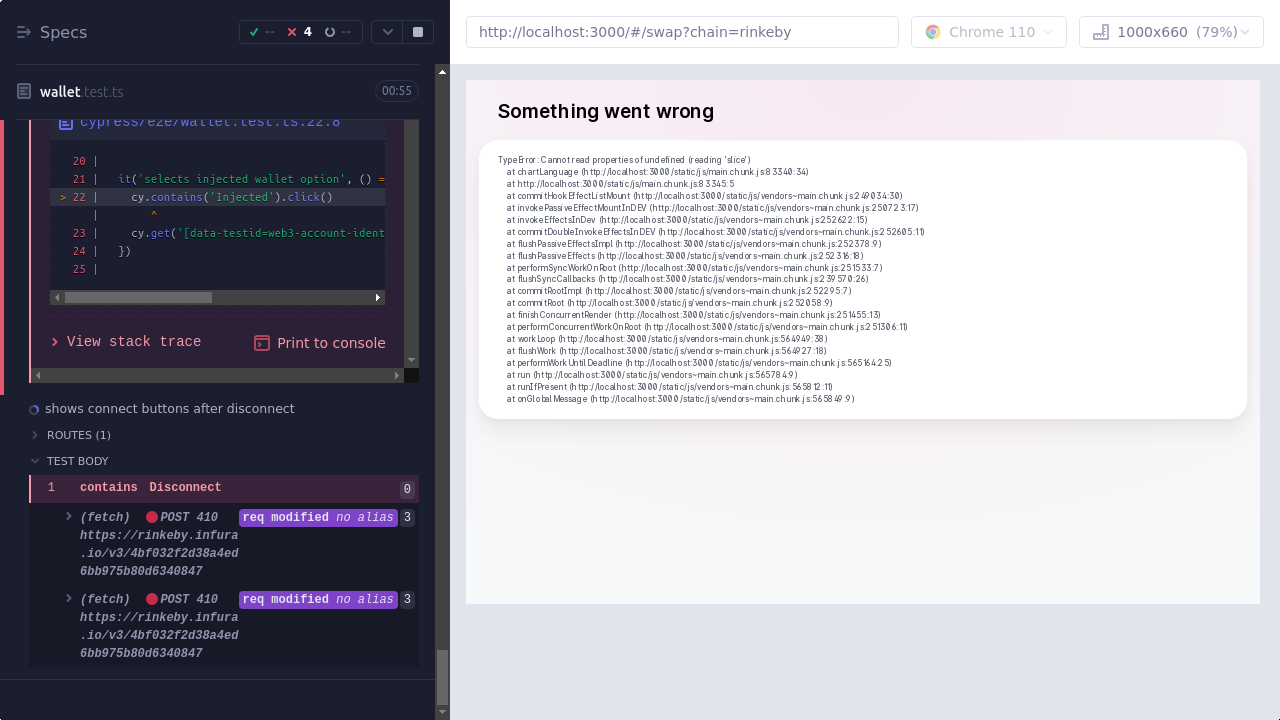 Specs
--
4
--
wallet.test.ts
00:55
cypress/e2e/wallet.test.ts:22:8
20 |
21 | it('selects injected wallet option', () =
> 22 | cy.contains('Injected').click()
| ^
23 | cy.get('[data-testid=web3-account-ident
24 | })
25 |
View stack trace
Print to console
shows connect buttons after disconnect
ROUTES (1)
TEST BODY
1 contains Disconnect 0
(fetch) POST 410 req modified no alias 3
https://rinkeby.infura
.io/v3/4bf032f2d38a4ed
6bb975b80d6340847
(fetch) POST 410 req modified no alias 3
https://rinkeby.infura
.io/v3/4bf032f2d38a4ed
6bb975b80d6340847
http://localhost:3000/#/swap?chain=rinkeby
Chrome 110
1000x660 (79%)
Something went wrong
TypeError: Cannot read properties of undefined (reading 'slice')
at chartLanguage (http://localhost:3000/static/js/main.chunk.js:83340:34)
at http://localhost:3000/static/js/main.chunk.js:83345:5
at commitHookEffectListMount (http://localhost:3000/static/js/vendors~main.chunk.js:249034:30)
at invokePassiveEffectMountInDEV (http://localhost:3000/static/js/vendors~main.chunk.js:250723:17)
at invokeEffectsInDev (http://localhost:3000/static/js/vendors~main.chunk.js:252622:15)
at commitDoubleInvokeEffectsInDEV (http://localhost:3000/static/js/vendors~main.chunk.js:252605:11)
at flushPassiveEffectsImpl (http://localhost:3000/static/js/vendors~main.chunk.js:252378:9)
at flushPassiveEffects (http://localhost:3000/static/js/vendors~main.chunk.js:252316:18)
at performSyncWorkOnRoot (http://localhost:3000/static/js/vendors~main.chunk.js:251533:7)
at flushSyncCallbacks (http://localhost:3000/static/js/vendors~main.chunk.js:239570:26)
at commitRootImpl (http://localhost:3000/static/js/vendors~main.chunk.js:252295:7)
at commitRoot (http://localhost:3000/static/js/vendors~main.chunk.js:252058:9)
at finishConcurrentRender (http://localhost:3000/static/js/vendors~main.chunk.js:251455:13)
at performConcurrentWorkOnRoot (http://localhost:3000/static/js/vendors~main.chunk.js:251306:11)
at workLoop (http://localhost:3000/static/js/vendors~main.chunk.js:564949:38)
at flushWork (http://localhost:3000/static/js/vendors~main.chunk.js:564927:18)
at performWorkUntilDeadline (http://localhost:3000/static/js/vendors~main.chunk.js:565164:25)
at run (http://localhost:3000/static/js/vendors~main.chunk.js:565784:9)
at runIfPresent (http://localhost:3000/static/js/vendors~main.chunk.js:565812:11)
at onGlobalMessage (http://localhost:3000/static/js/vendors~main.chunk.js:565849:9)